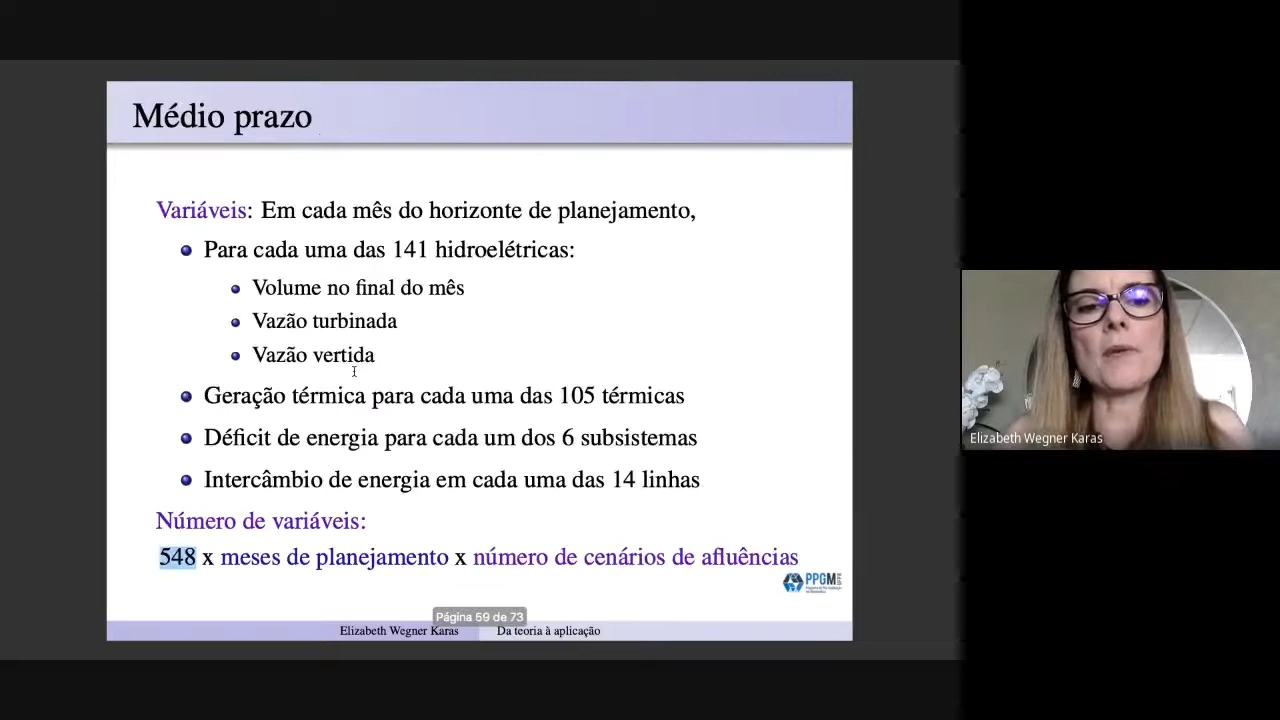 Médio prazo
Variáveis: Em cada mês do horizonte de planejamento,
Para cada uma das 141 hidroelétricas:
Volume no final do mês
Vazão turbinada
Vazão vertida
Geração térmica para cada uma das 105 térmicas
Déficit de energia para cada um dos 6 subsistemas
Intercâmbio de energia em cada uma das 14 linhas
Número de variáveis:
548 x meses de planejamento x número de cenários de afluências
PPGM
Página 59 de 73
Elizabeth Wegner Karas Da teoria à aplicação
Elizabeth Wegner Karas